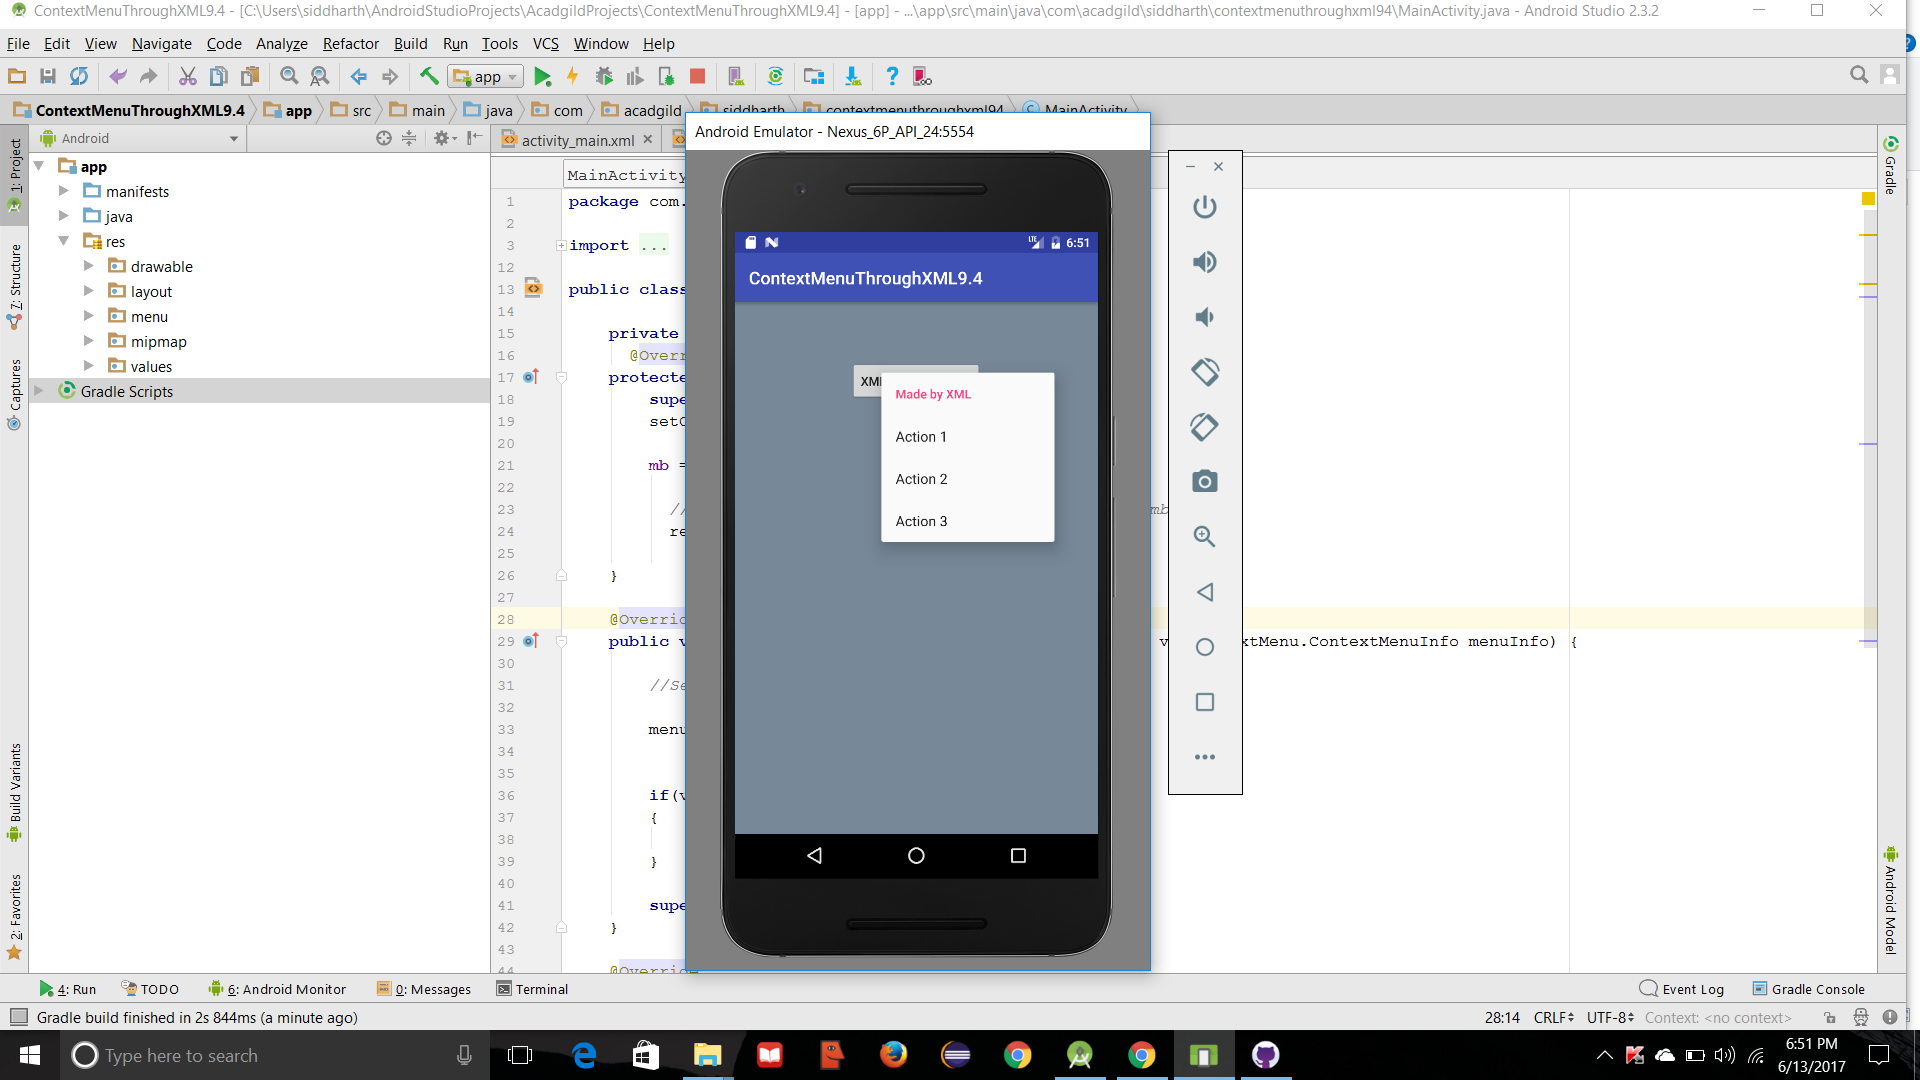 ContextMenuThroughXML9.4 - [C:\Users\siddharth\AndroidStudioProjects\AcadgildProjects\ContextMenuThroughXML9.4] - [app] - ...\app\src\main\java\com\acadgild\siddharth\contextmenuthroughxml94\MainActivity.java - Android Studio 2.3.2
File Edit View Navigate Code Analyze Refactor Build Run Tools VCS Window Help
app
ContextMenuThroughXML9.4 app src main java com acadgild siddharth contextmenuthroughxml94 MainActivity
Android
activity_main.xml
Android Emulator - Nexus_6P_API_24:5554
1: Project
7: Structure
Captures
Build Variants
2: Favorites
app
manifests
java
res
drawable
layout
menu
mipmap
values
Gradle Scripts
MainActivity
1 package com.
2
3 import ...
12
13 public class
14
15 private
16 @Overr
17 protecte
18 supe
19 setC
20
21 mb =
22
23 // mb
24 re
25
26 }
27
28 @Overrid
29 public v v xtMenu.ContextMenuInfo menuInfo) {
30
31 //Se
32
33 menu
34
35
36 if(v
37 {
38
39 }
40
41 supe
42 }
43
44 @Override
LTE 6:51
ContextMenuThroughXML9.4
XML
Made by XML
Action 1
Action 2
Action 3
Gradle
Android Model
4: Run TODO 6: Android Monitor 0: Messages Terminal Event Log Gradle Console
Gradle build finished in 2s 844ms (a minute ago) 28:14 CRLF UTF-8 Context: <no context>
Type here to search
6:51 PM
6/13/2017